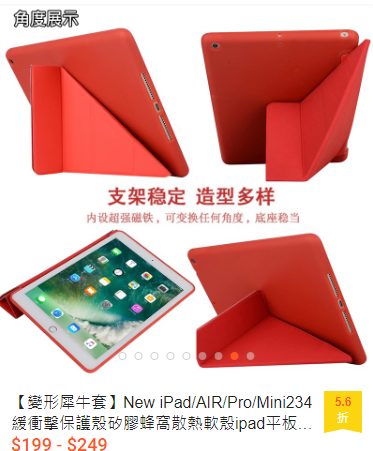 角度展示
支架稳定 造型多样
内设超强磁铁，可变换任何角度，底座稳当
【變形犀牛套】New iPad/AIR/Pro/Mini234
緩衝擊保護殼矽膠蜂窩散熱軟殼ipad平板...
5.6
折
$199 - $249